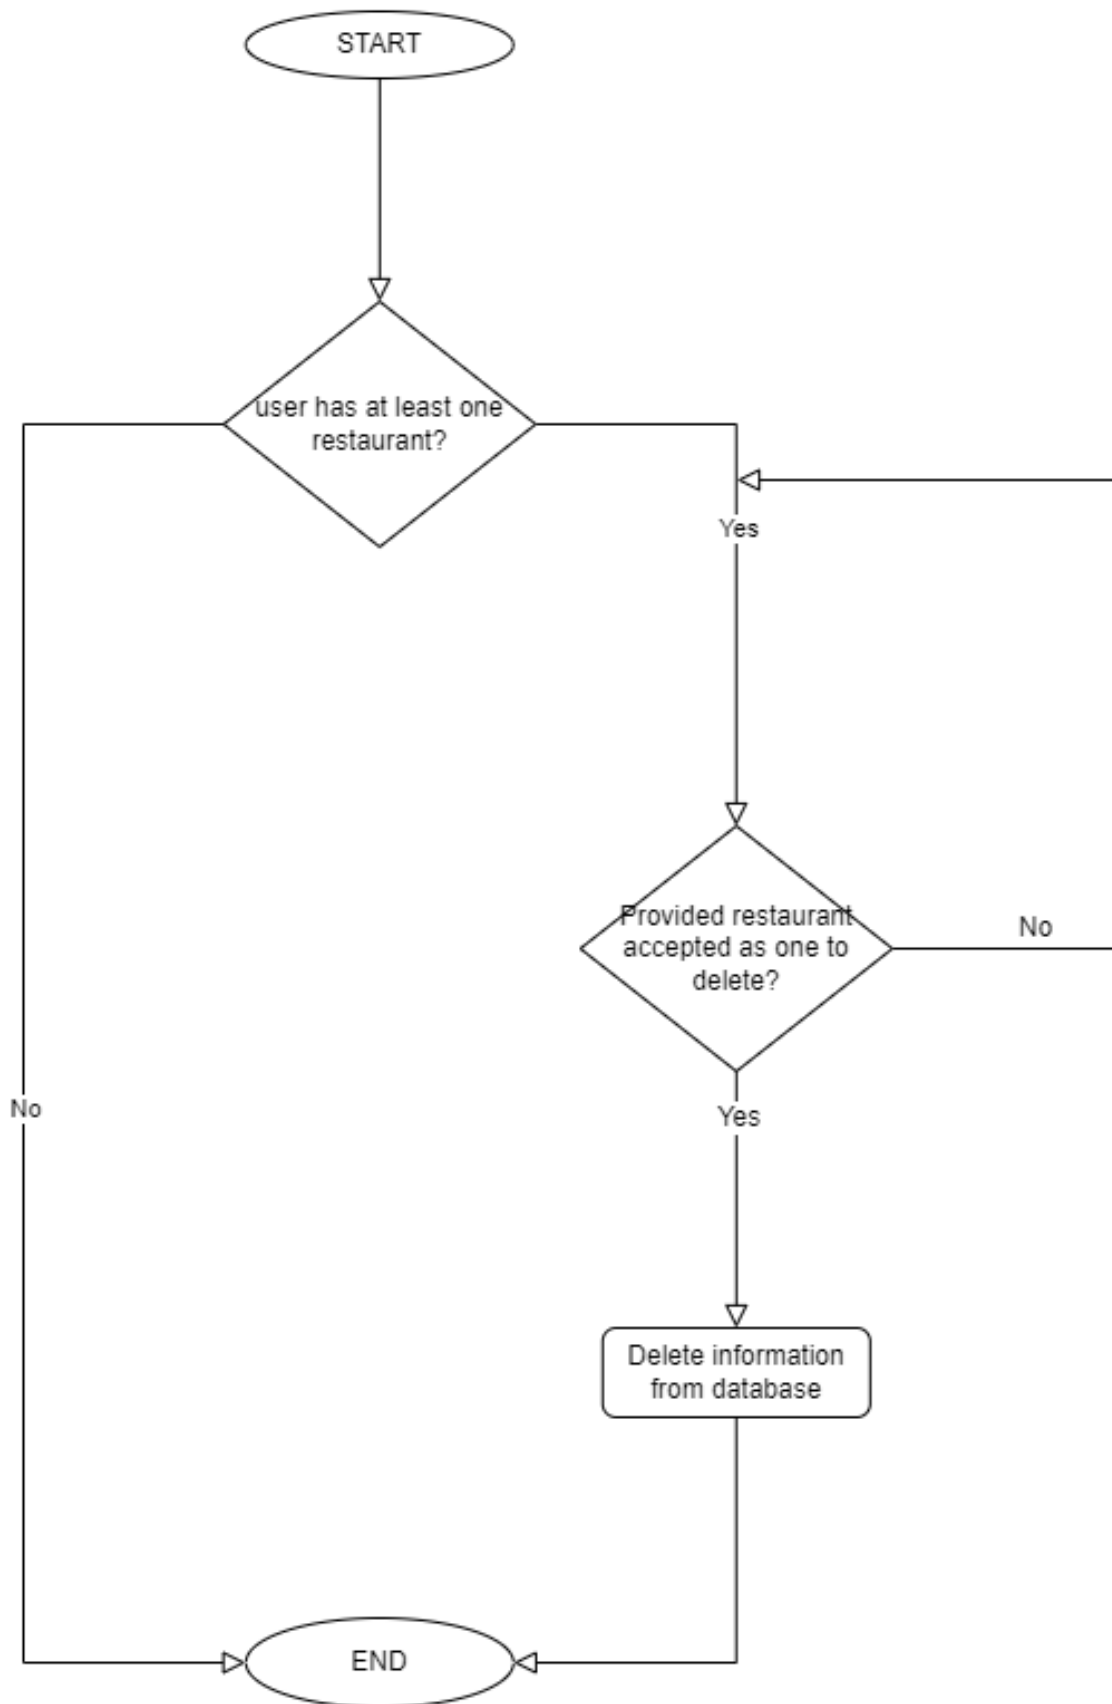 START
user has at least one
restaurant?
Yes
Provided restaurant
accepted as one to
delete?
No
No
Yes
Delete information
from database
END